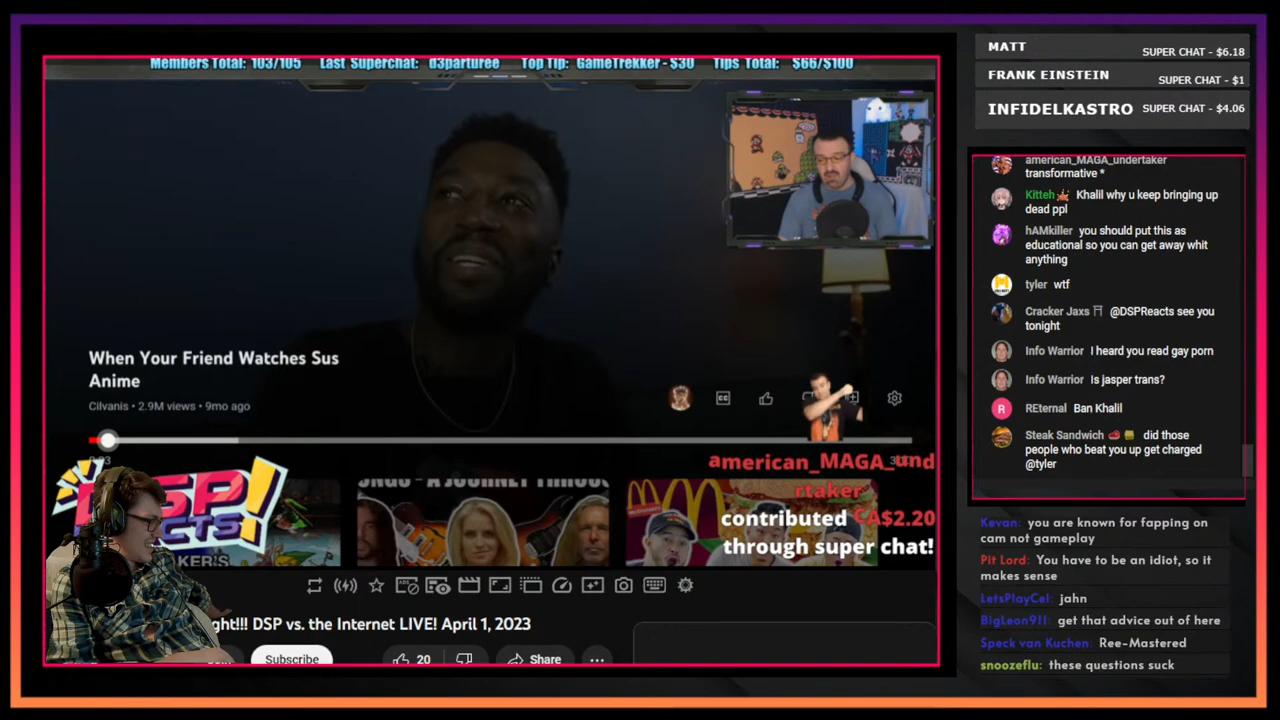 Members Total: 103/105 Last Superchat: d3parturee Top Tip: GameTrekker - $30 Tips Total: $66/$100
When Your Friend Watches Sus
Anime
Cilvanis • 2.9M views • 9mo ago
CC
DSP
american_MAGA_und
rtaker
contributed CA$2.20
through super chat!
KER'S
McDONALD'S
ght!!! DSP vs. the Internet LIVE! April 1, 2023
Subscribe
20
Share
MATT SUPER CHAT - $6.18
FRANK EINSTEIN SUPER CHAT - $1
INFIDELKASTRO SUPER CHAT - $4.06
american_MAGA_undertaker
transformative *
Kitteh Khalil why u keep bringing up
dead ppl
hAMkiller you should put this as
educational so you can get away whit
anything
tyler wtf
Cracker Jaxs @DSPReacts see you
tonight
Info Warrior I heard you read gay porn
Info Warrior Is jasper trans?
R REternal Ban Khalil
Steak Sandwich did those
people who beat you up get charged
@tyler
Kevan: you are known for fapping on
cam not gameplay
Pit Lord: You have to be an idiot, so it
makes sense
LetsPlayCel: jahn
BigLeon911: get that advice out of here
Speck van Kuchen: Ree-Mastered
snoozeflu: these questions suck